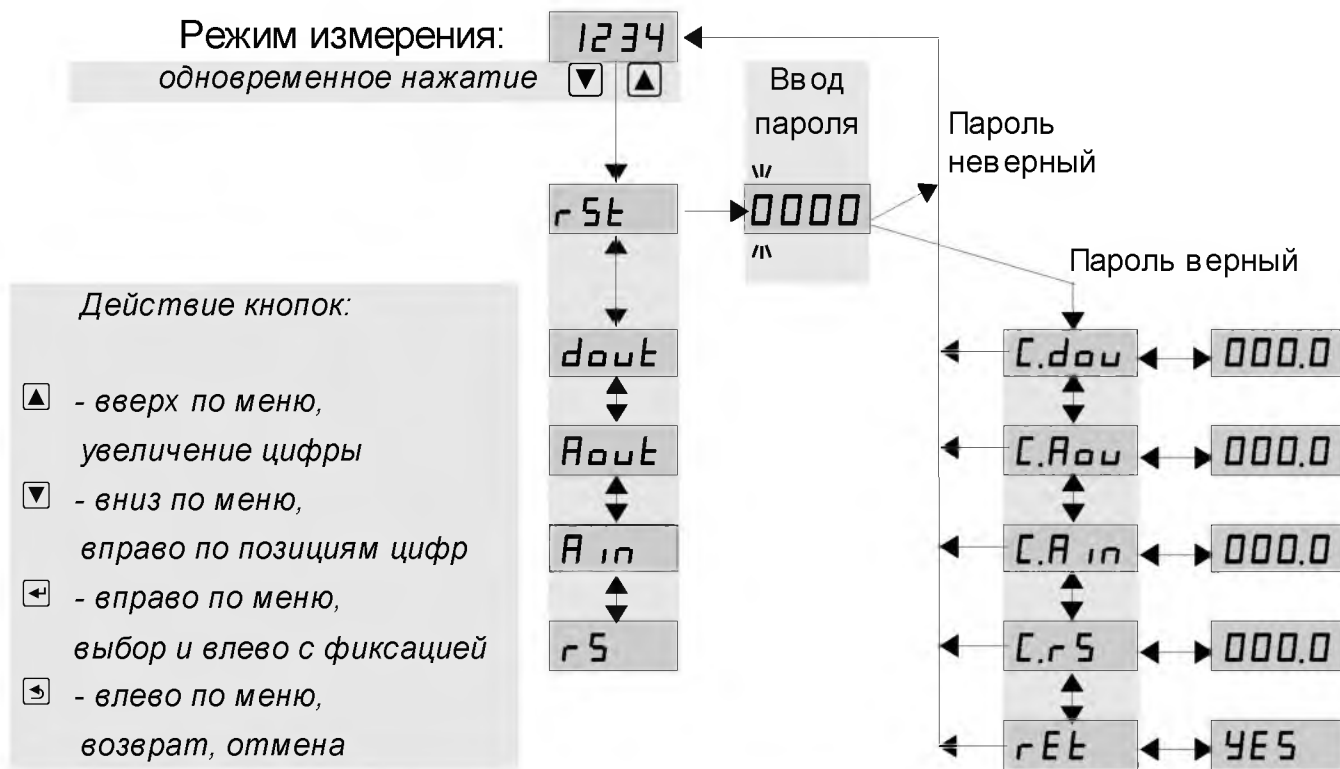 Режим измерения:
1234
одновременное нажатие
Ввод
пароля
Пароль
неверный
rSt
0000
Пароль верный
Действие кнопок:
- вверх по меню,
увеличение цифры
- вниз по меню,
вправо по позициям цифр
- вправо по меню,
выбор и влево с фиксацией
- влево по меню,
возврат, отмена
dout
Aout
A in
rS
C.dou
000.0
C.Aou
000.0
C.A in
000.0
C.rS
000.0
rEt
YES